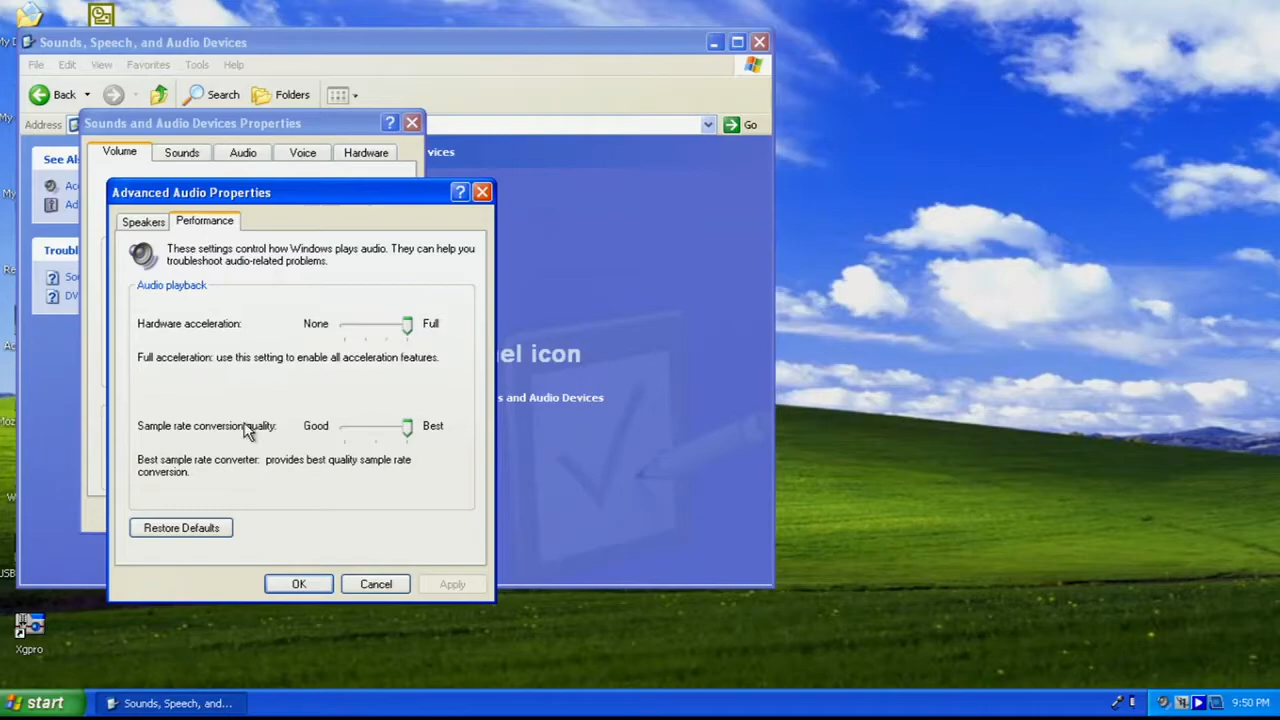 Sounds, Speech, and Audio Devices
File Edit View Favorites Tools Help
Back Search Folders
Address Go
Sounds and Audio Devices Properties
Volume Sounds Audio Voice Hardware
vices
See Al
Ac
Ad
Troubl
So
DV
Advanced Audio Properties
Speakers Performance
These settings control how Windows plays audio. They can help you
troubleshoot audio-related problems.
Audio playback
Hardware acceleration: None Full
Full acceleration: use this setting to enable all acceleration features.
el icon
s and Audio Devices
Sample rate conversion quality: Good Best
Best sample rate converter: provides best quality sample rate
conversion.
Restore Defaults
OK Cancel Apply
Xgpro
start Sounds, Speech, and... 9:50 PM